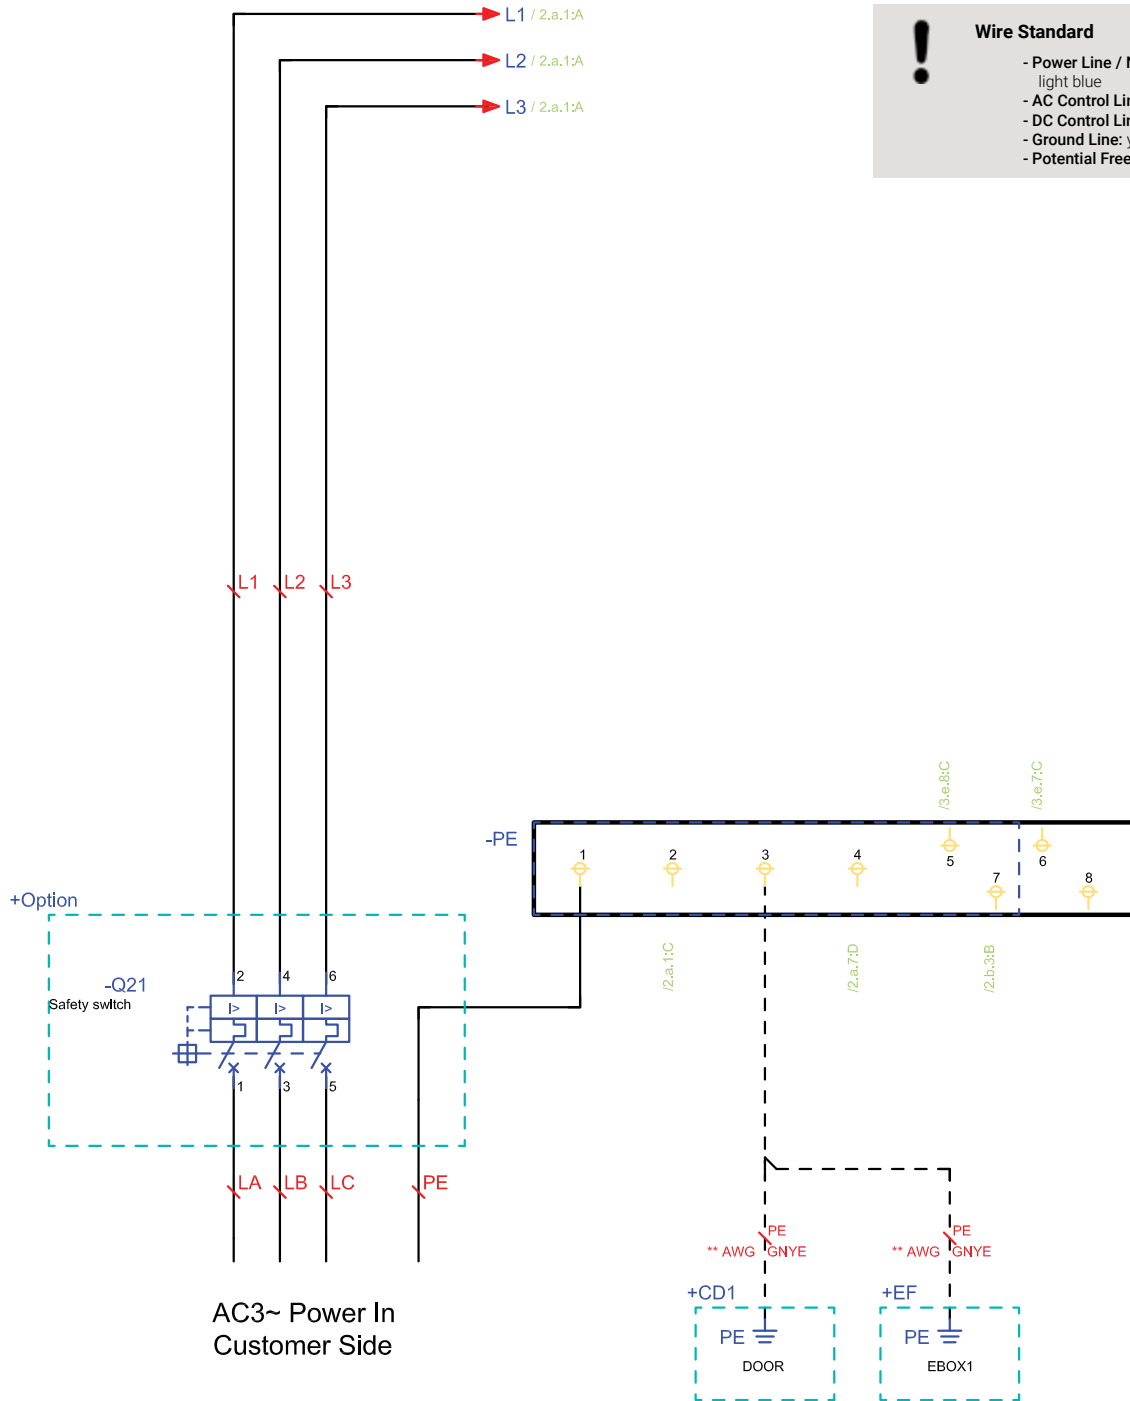 L1 / 2.a.1:A
L2 / 2.a.1:A
L3 / 2.a.1:A
Wire Standard
- Power Line /
light blue
- AC Control
- DC Control
- Ground Line:
- Potential Free
L1 L2 L3
/3.e.8:C /3.e.7:C
-PE
1 2 3 4 5 6 7 8
+Option
/2.a.1:C /2.a.7:D /2.b.3:B
-Q21
Safety switch
2 4 6
I> I> I>
1 3 5
LA LB LC PE
PE
** AWG GNYE
PE
** AWG GNYE
+CD1
PE
DOOR
+EF
PE
EBOX1
AC3~ Power In
Customer Side